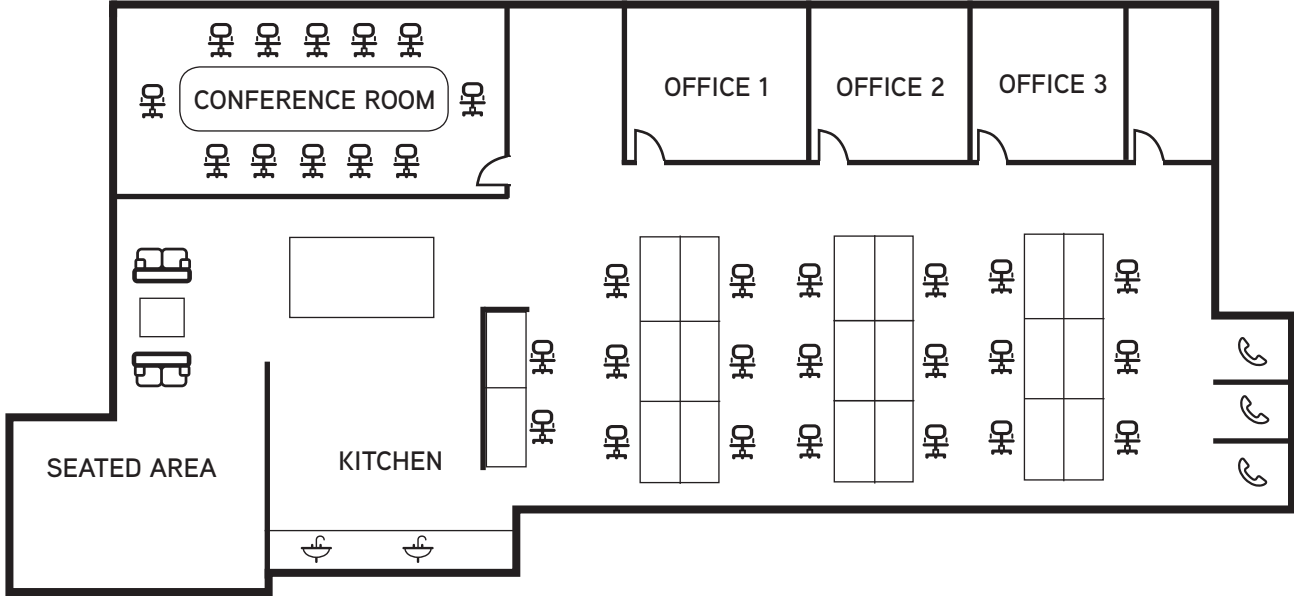 CONFERENCE ROOM
OFFICE 1
OFFICE 2
OFFICE 3
SEATED AREA
KITCHEN